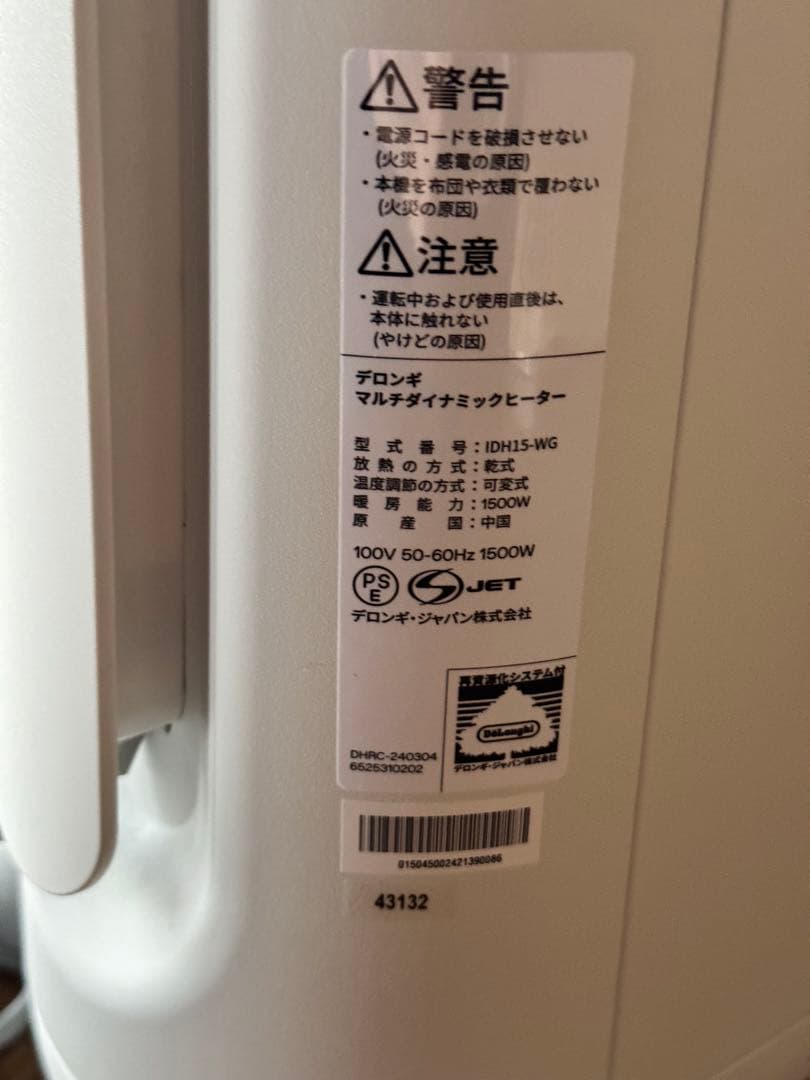 警告
・電源コードを破損させない
(火災・感電の原因)
・本機を布団や衣類で覆わない
(火災の原因)
注意
・運転中および使用直後は、
本体に触れない
(やけどの原因)
デロンギ
マルチダイナミックヒーター
型式番号：IDH15-WG
放熱の方式：乾式
温度調節の方式：可変式
暖房能力：1500W
原産国：中国
100V 50-60Hz 1500W
PS
E
JET
デロンギ・ジャパン株式会社
再資源化システム付
DeLonghi
デロンギ・ジャパン株式会社
DHRC-240304
6525310202
015045002421390086
43132